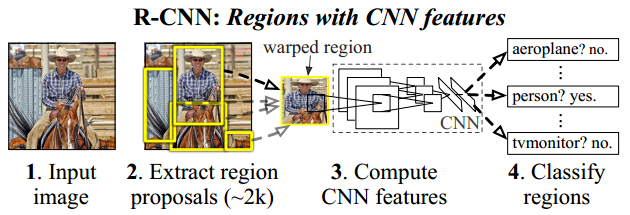 R-CNN: Regions with CNN features
warped region
aeroplane? no.
⋮
person? yes.
⋮
tvmonitor? no.
CNN
1. Input
image
2. Extract region
proposals (~2k)
3. Compute
CNN features
4. Classify
regions